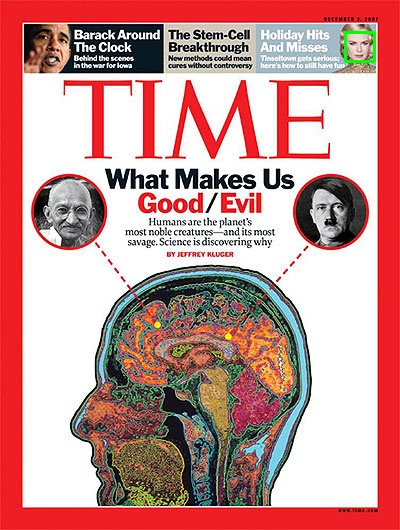 DECEMBER 3, 2007
Barack Around
The Clock
Behind the scenes
in the war for Iowa
The Stem-Cell
Breakthrough
New methods could mean
cures without controversy
Holiday Hits
And Misses
Tinseltown gets serious;
here's how to still have fun
TIME
What Makes Us
Good/Evil
Humans are the planet's
most noble creatures—and its most
savage. Science is discovering why
BY JEFFREY KLUGER
WWW.TIME.COM